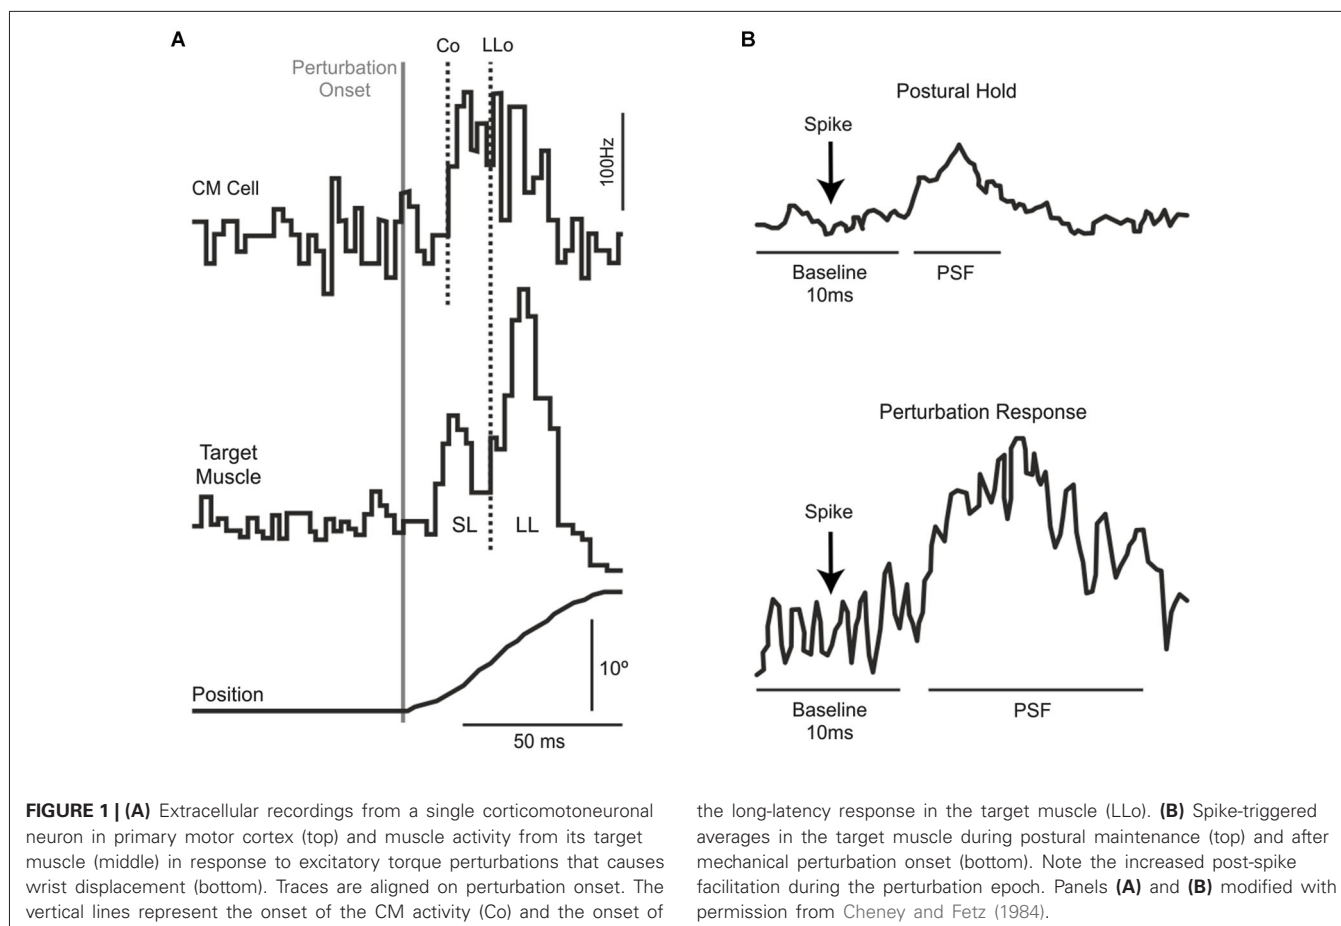 A
Co LLo
Perturbation
Onset
100Hz
CM Cell
Target
Muscle
SL LL
10º
Position
50 ms
B
Postural Hold
Spike
Baseline PSF
10ms
Perturbation Response
Spike
Baseline PSF
10ms
FIGURE 1 | (A) Extracellular recordings from a single corticomotoneuronal
neuron in primary motor cortex (top) and muscle activity from its target
muscle (middle) in response to excitatory torque perturbations that causes
wrist displacement (bottom). Traces are aligned on perturbation onset. The
vertical lines represent the onset of the CM activity (Co) and the onset of
the long-latency response in the target muscle (LLo). (B) Spike-triggered
averages in the target muscle during postural maintenance (top) and after
mechanical perturbation onset (bottom). Note the increased post-spike
facilitation during the perturbation epoch. Panels (A) and (B) modified with
permission from Cheney and Fetz (1984).